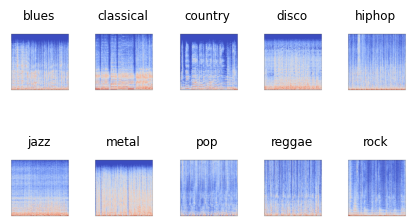 blues classical country disco hiphop
jazz metal pop reggae rock